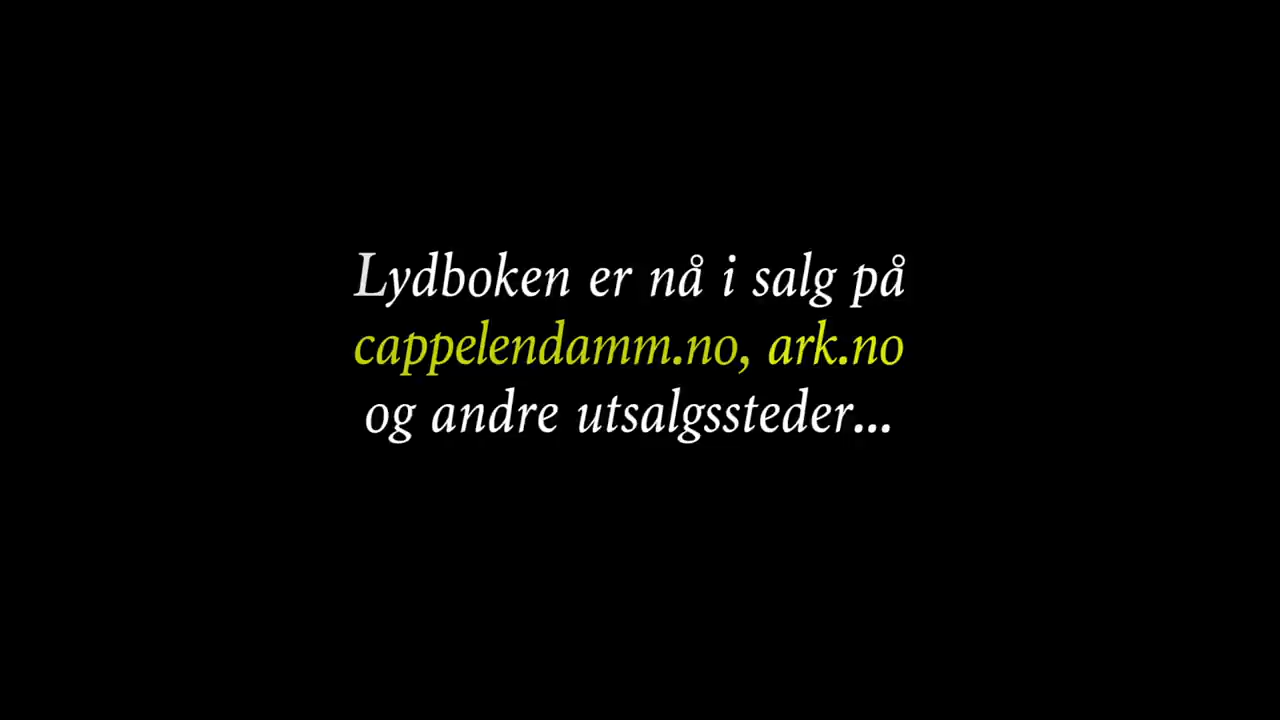 Lydboken er nå i salg på
cappelendamm.no, ark.no
og andre utsalgssteder...